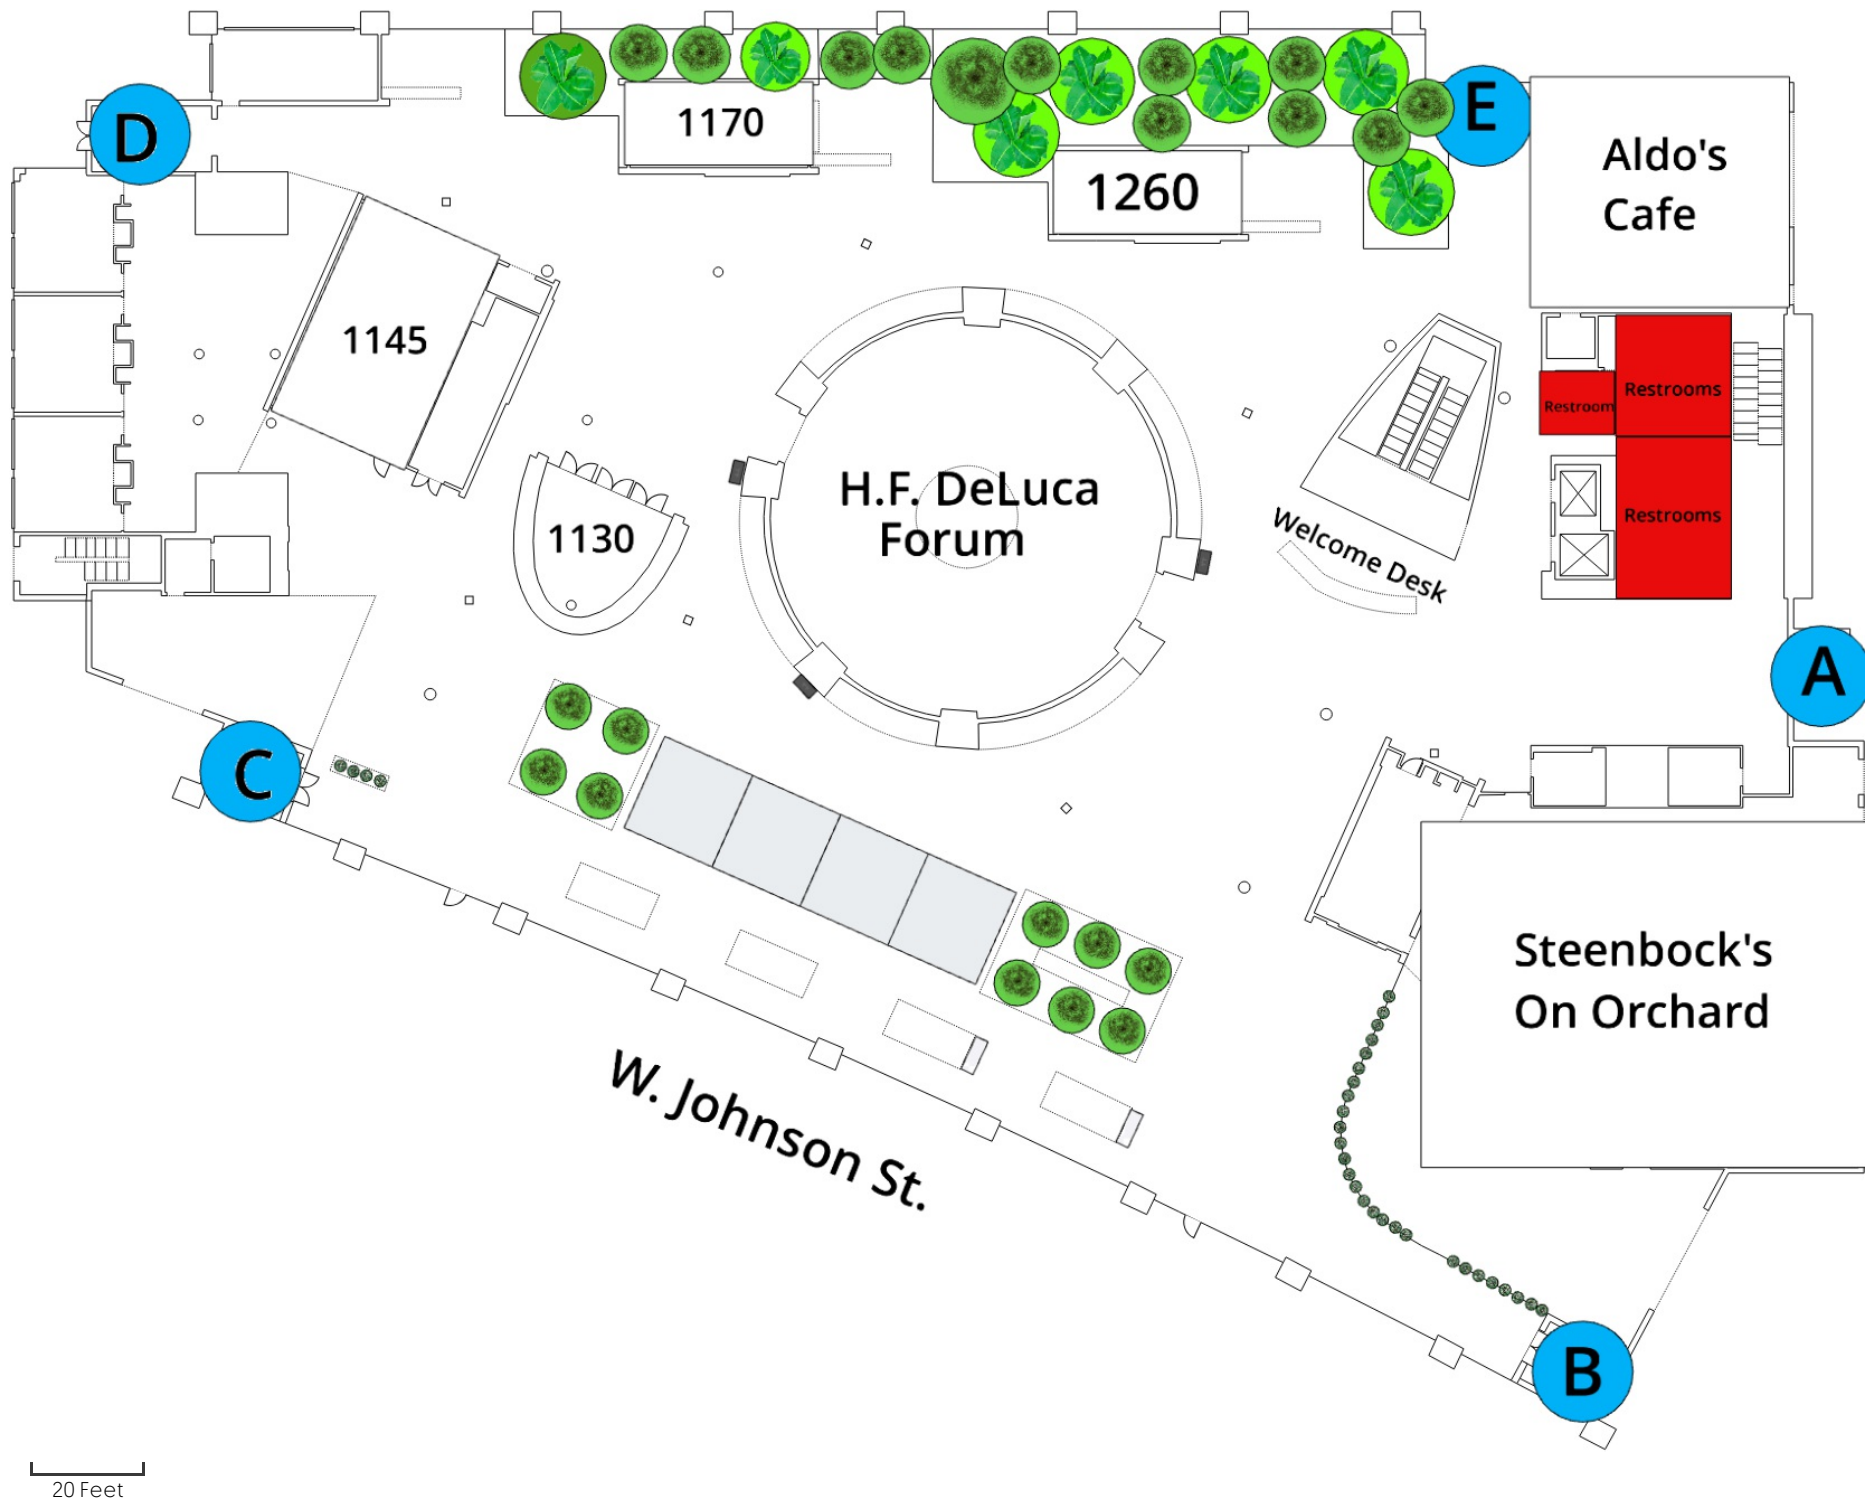 D
1170
1260
E
Aldo's
Cafe
1145
Restrooms
Restroom
H.F. DeLuca
Forum
1130
Welcome Desk
Restrooms
A
C
Steenbock's
On Orchard
W. Johnson St.
B
20 Feet